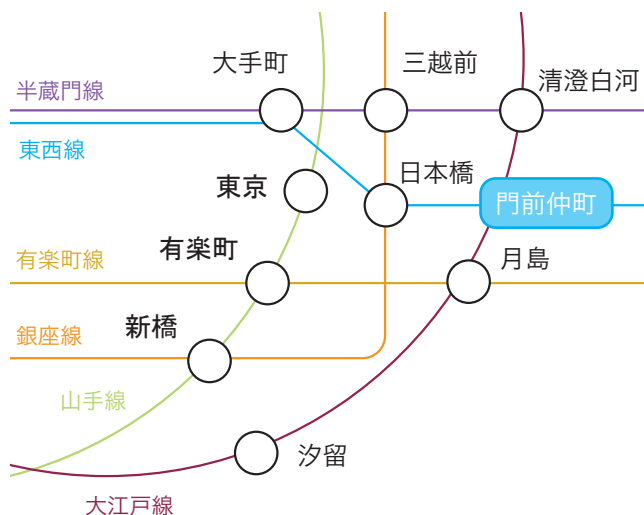 大手町
三越前
清澄白河
半蔵門線
東西線
日本橋
東京
門前仲町
有楽町
有楽町線
月島
新橋
銀座線
山手線
汐留
大江戸線